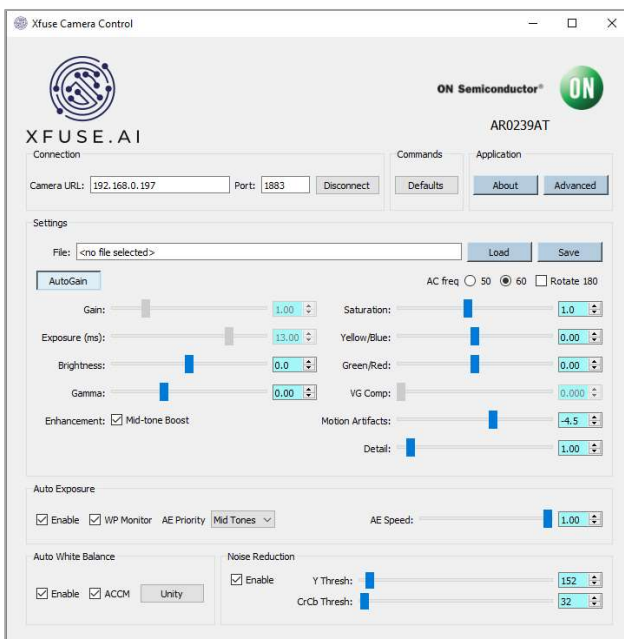 Xfuse Camera Control
XFUSE.AI
ON Semiconductor®
ON
AR0239AT
Connection
Camera URL: 192.168.0.197 Port: 1883 Disconnect
Commands
Defaults
Application
About Advanced
Settings
File: <no file selected> Load Save
AutoGain AC freq 50 60 Rotate 180
Gain: 1.00 Saturation: 1.0
Exposure (ms): 13.00 Yellow/Blue: 0.00
Brightness: 0.0 Green/Red: 0.00
Gamma: 0.00 VG Comp: 0.000
Enhancement: Mid-tone Boost Motion Artifacts: -4.5
Detail: 1.00
Auto Exposure
Enable WP Monitor AE Priority Mid Tones AE Speed: 1.00
Auto White Balance
Enable ACCM Unity
Noise Reduction
Enable Y Thresh: 152
CrCb Thresh: 32